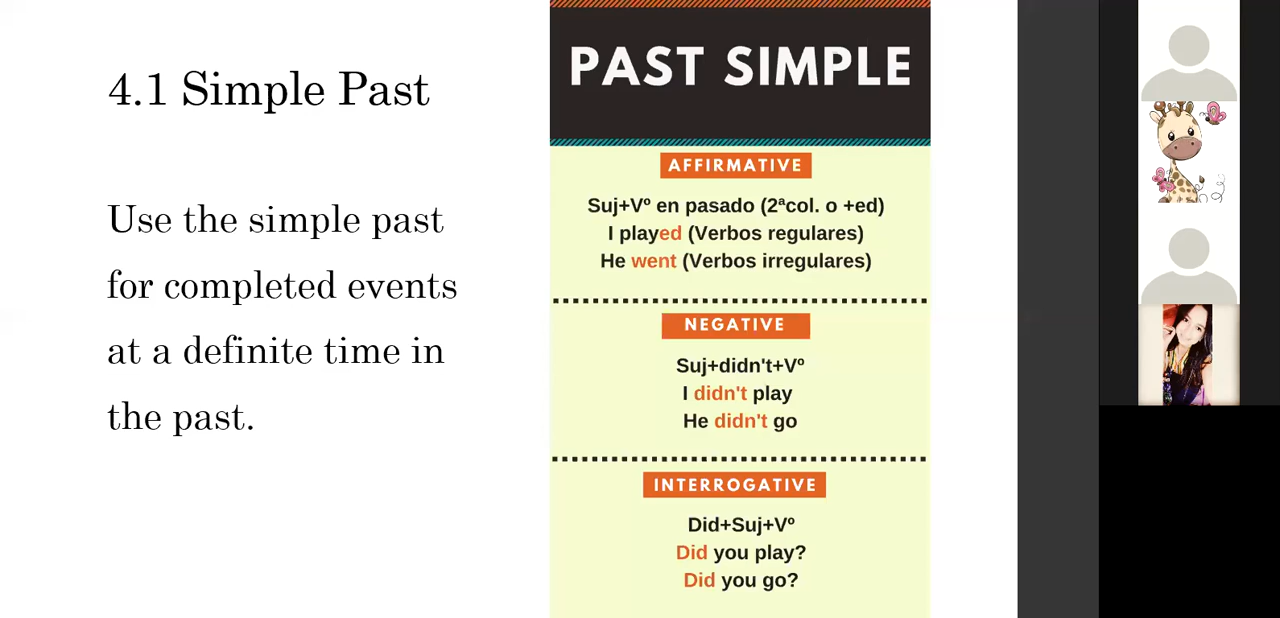 4.1 Simple Past
Use the simple past
for completed events
at a definite time in
the past.
PAST SIMPLE
AFFIRMATIVE
Suj+Vº en pasado (2ªcol. o +ed)
I played (Verbos regulares)
He went (Verbos irregulares)
NEGATIVE
Suj+didn't+Vº
I didn't play
He didn't go
INTERROGATIVE
Did+Suj+Vº
Did you play?
Did you go?